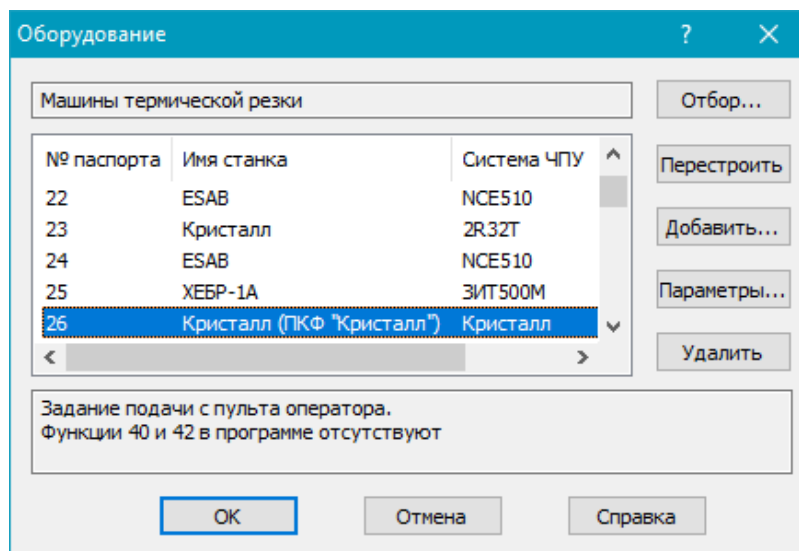 Оборудование ?
Машины термической резки Отбор...
№ паспорта Имя станка Система ЧПУ Перестроить
22 ESAB NCE510
23 Кристалл 2R32T Добавить...
24 ESAB NCE510
25 ХЕБР-1А ЗИТ500М Параметры...
26 Кристалл (ПКФ "Кристалл") Кристалл
Удалить
Задание подачи с пульта оператора.
Функции 40 и 42 в программе отсутствуют
ОК Отмена Справка